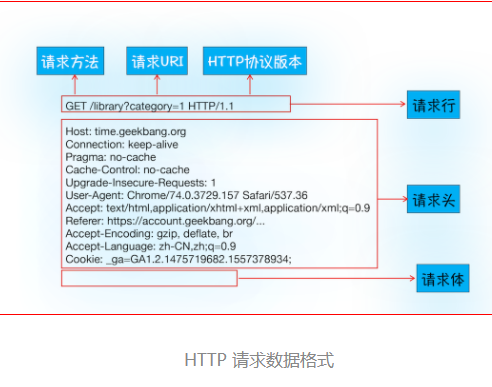 请求方法 请求URI HTTP协议版本
GET /library?category=1 HTTP/1.1 请求行
Host: time.geekbang.org
Connection: keep-alive
Pragma: no-cache
Cache-Control: no-cache
Upgrade-Insecure-Requests: 1
User-Agent: Chrome/74.0.3729.157 Safari/537.36
Accept: text/html,application/xhtml+xml,application/xml;q=0.9
Referer: https://account.geekbang.org/...
Accept-Encoding: gzip, deflate, br
Accept-Language: zh-CN,zh;q=0.9
Cookie: _ga=GA1.2.1475719682.1557378934;
请求头
请求体
HTTP 请求数据格式